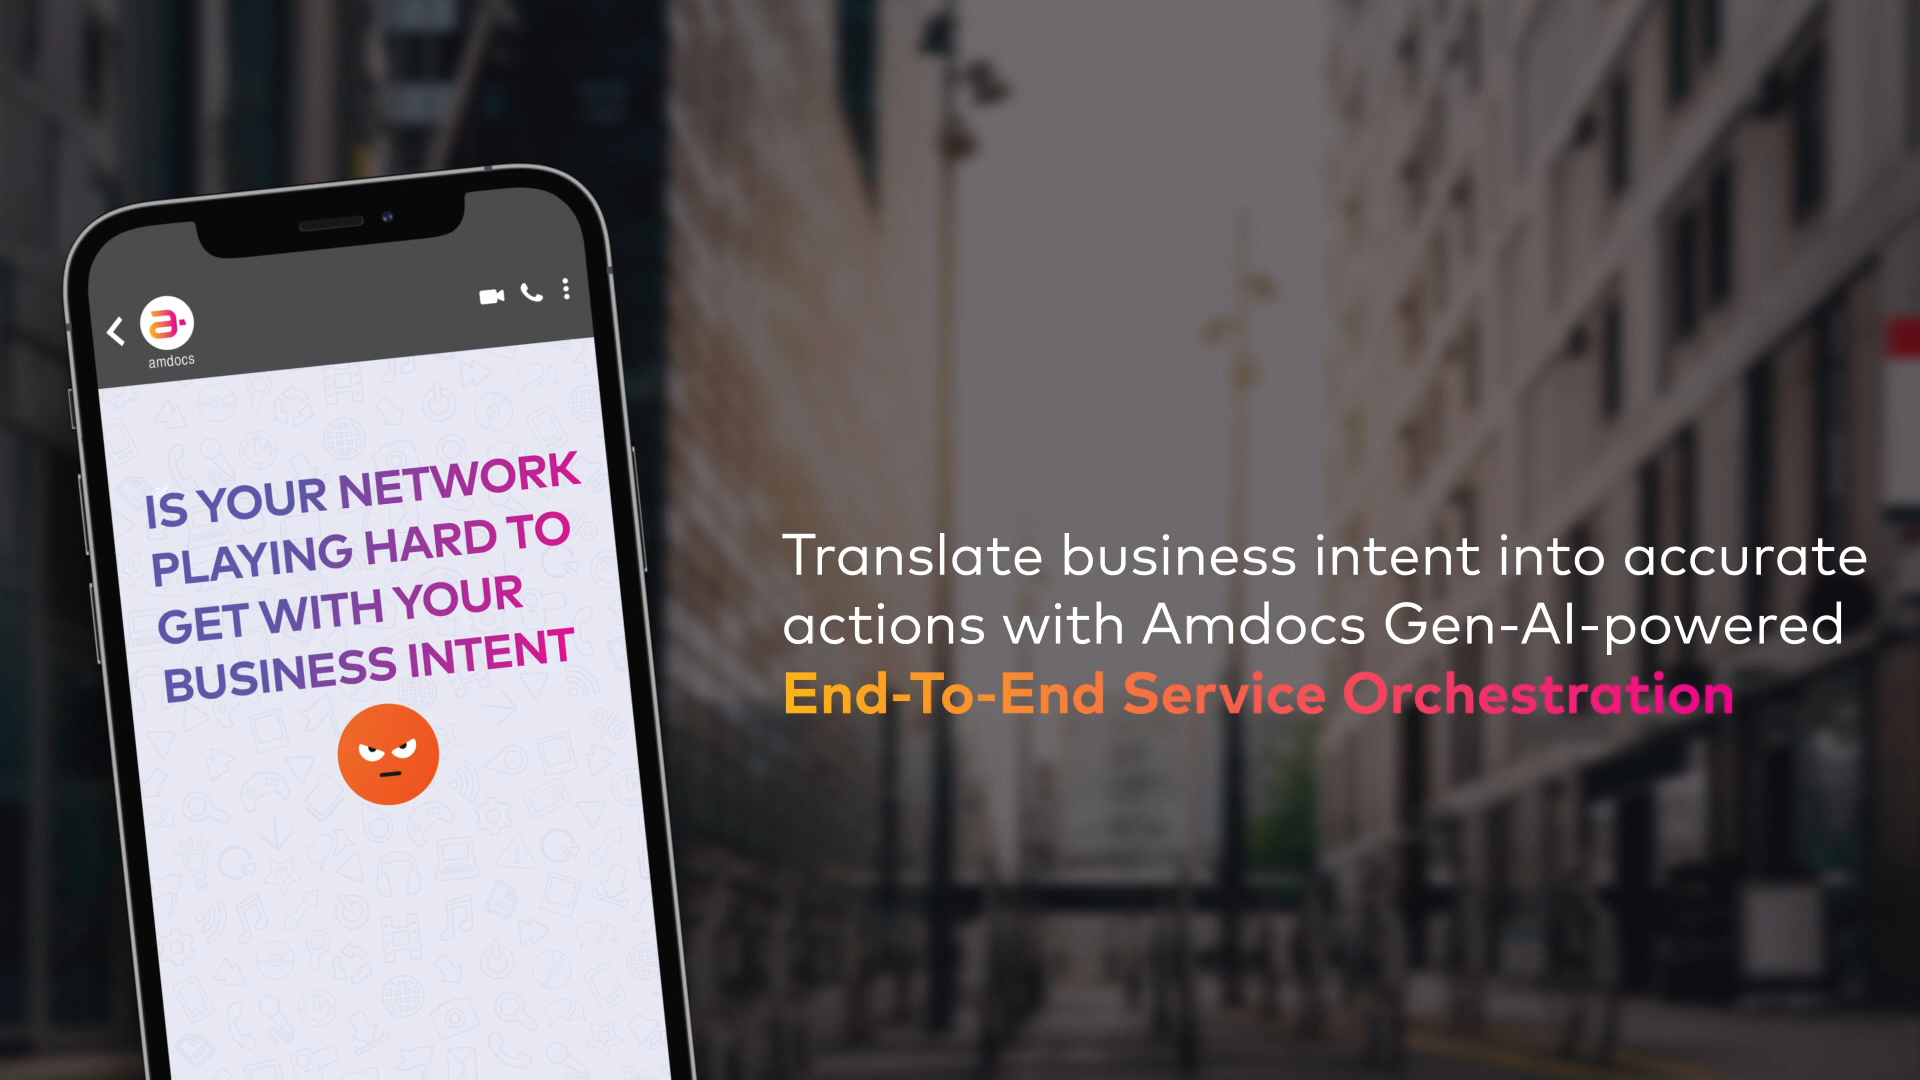 amdocs
IS YOUR NETWORK
PLAYING HARD TO
GET WITH YOUR
BUSINESS INTENT
Translate business intent into accurate
actions with Amdocs Gen-AI-powered
End-To-End Service Orchestration